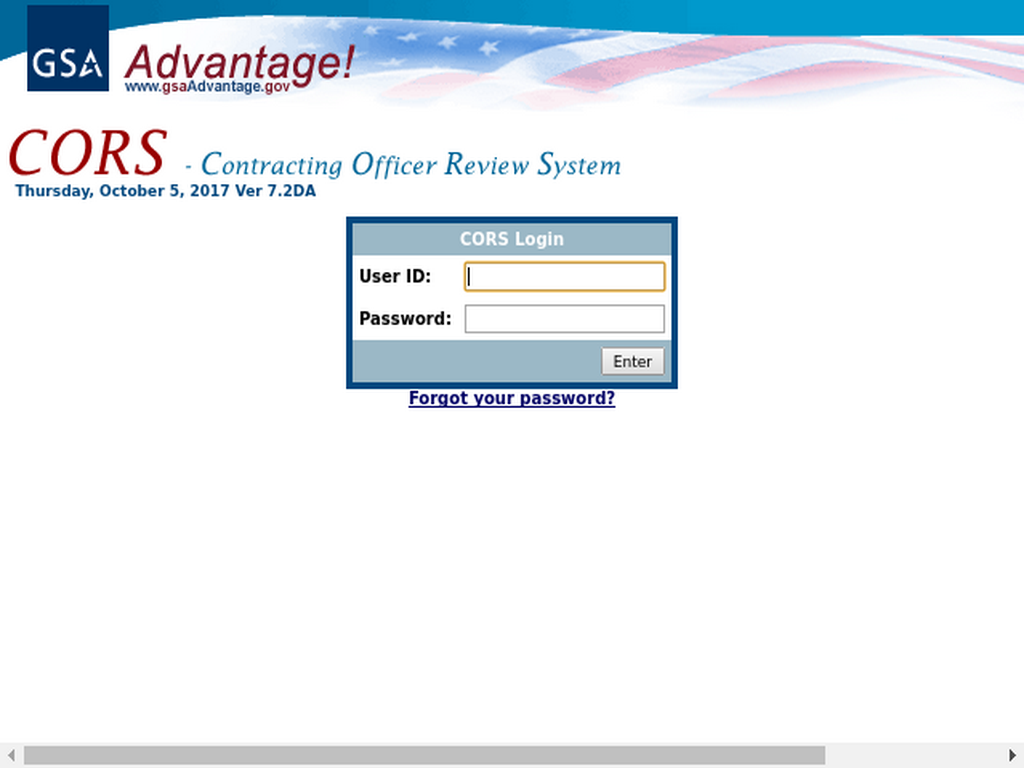 GSA Advantage!
www.gsaAdvantage.gov
CORS - Contracting Officer Review System
Thursday, October 5, 2017 Ver 7.2DA
CORS Login
User ID:
Password:
Enter
Forgot your password?